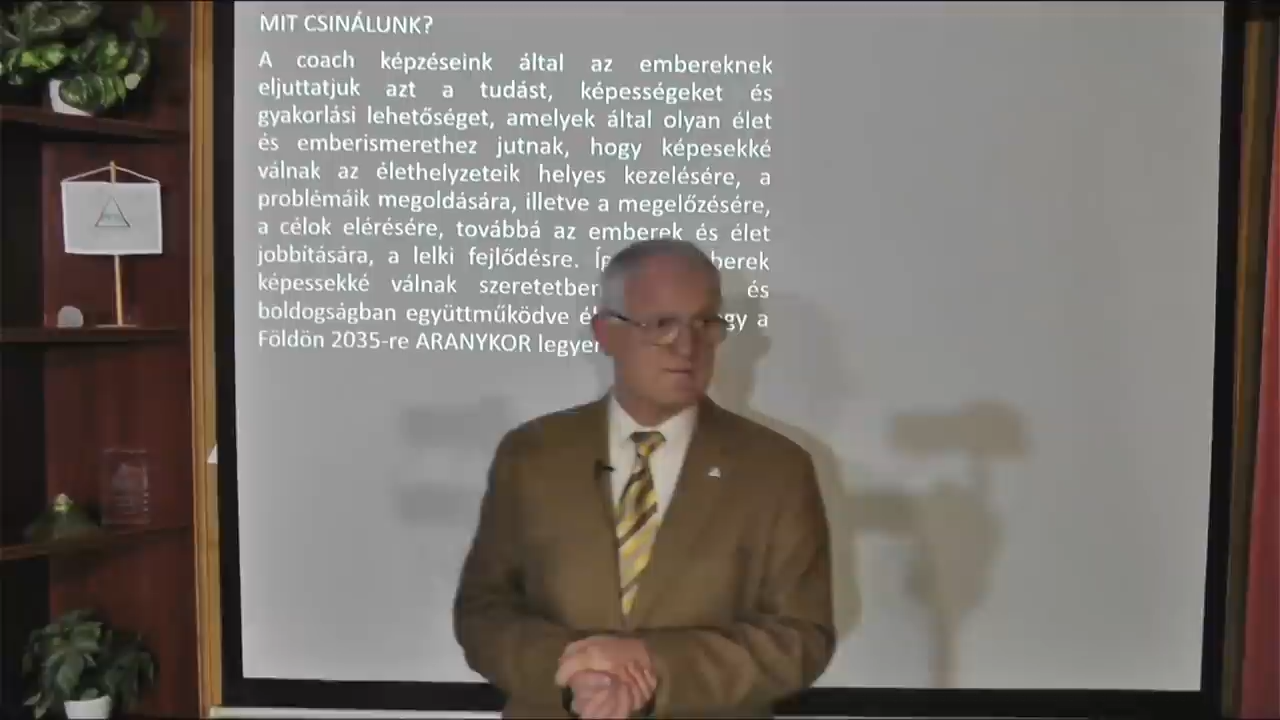 MIT CSINÁLUNK?
A coach képzéseink által az embereknek
eljuttatjuk azt a tudást, képességeket és
gyakorlási lehetőséget, amelyek által olyan élet
és emberismerethez jutnak, hogy képesekké
válnak az élethelyzeteik helyes kezelésére, a
problémáik megoldására, illetve a megelőzésére,
a célok elérésére, továbbá az emberek és élet
jobbítására, a lelki fejlődésre.
képessekké válnak és
boldogságban együttműködve a
Földön 2035-re ARANYKOR